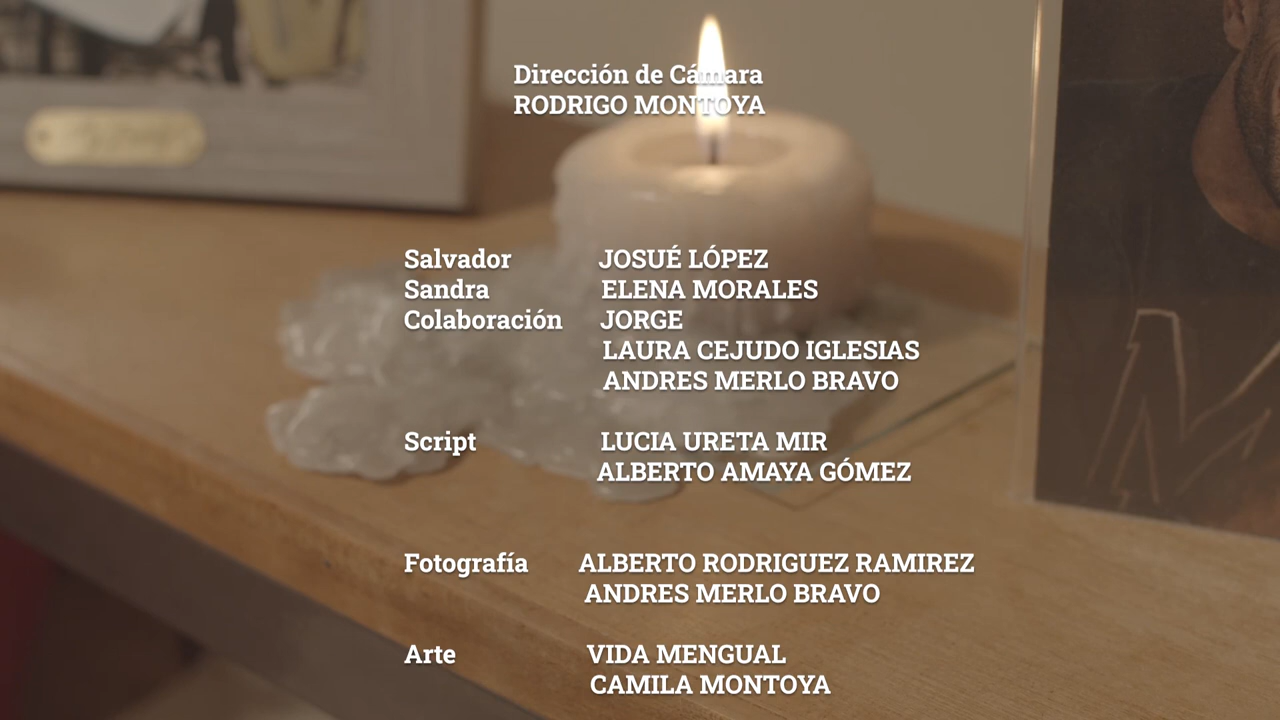 Dirección de Cámara
RODRIGO MONTOYA
Salvador JOSUÉ LÓPEZ
Sandra ELENA MORALES
Colaboración JORGE
LAURA CEJUDO IGLESIAS
ANDRES MERLO BRAVO
Script LUCIA URETA MIR
ALBERTO AMAYA GÓMEZ
Fotografía ALBERTO RODRIGUEZ RAMIREZ
ANDRES MERLO BRAVO
Arte VIDA MENGUAL
CAMILA MONTOYA